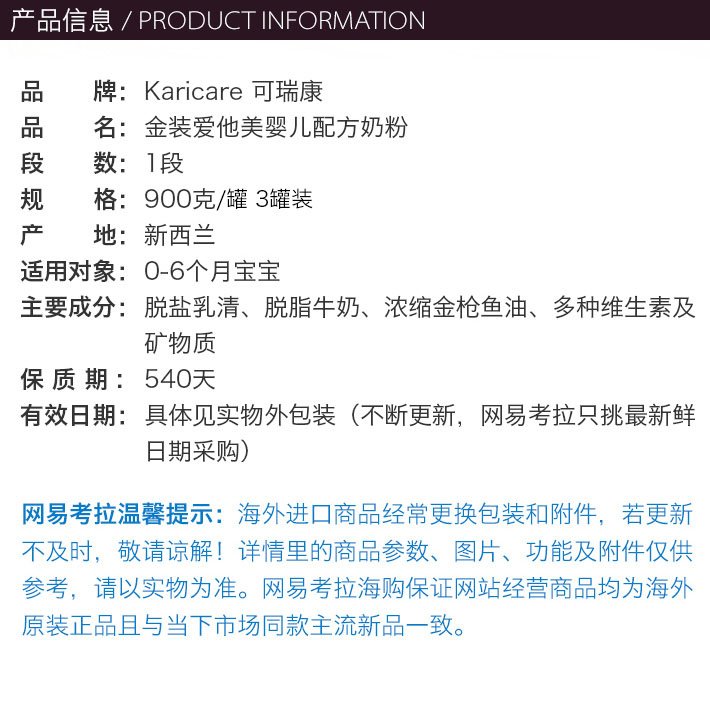 产品信息 / PRODUCT INFORMATION
品 牌： Karicare 可瑞康
品 名： 金装爱他美婴儿配方奶粉
段 数： 1段
规 格： 900克/罐 3罐装
产 地： 新西兰
适用对象： 0-6个月宝宝
主要成分： 脱盐乳清、脱脂牛奶、浓缩金枪鱼油、多种维生素及
矿物质
保 质 期 ： 540天
有效日期： 具体见实物外包装（不断更新，网易考拉只挑最新鲜
日期采购）
网易考拉温馨提示：海外进口商品经常更换包装和附件，若更新
不及时，敬请谅解！详情里的商品参数、图片、功能及附件仅供
参考，请以实物为准。网易考拉海购保证网站经营商品均为海外
原装正品且与当下市场同款主流新品一致。